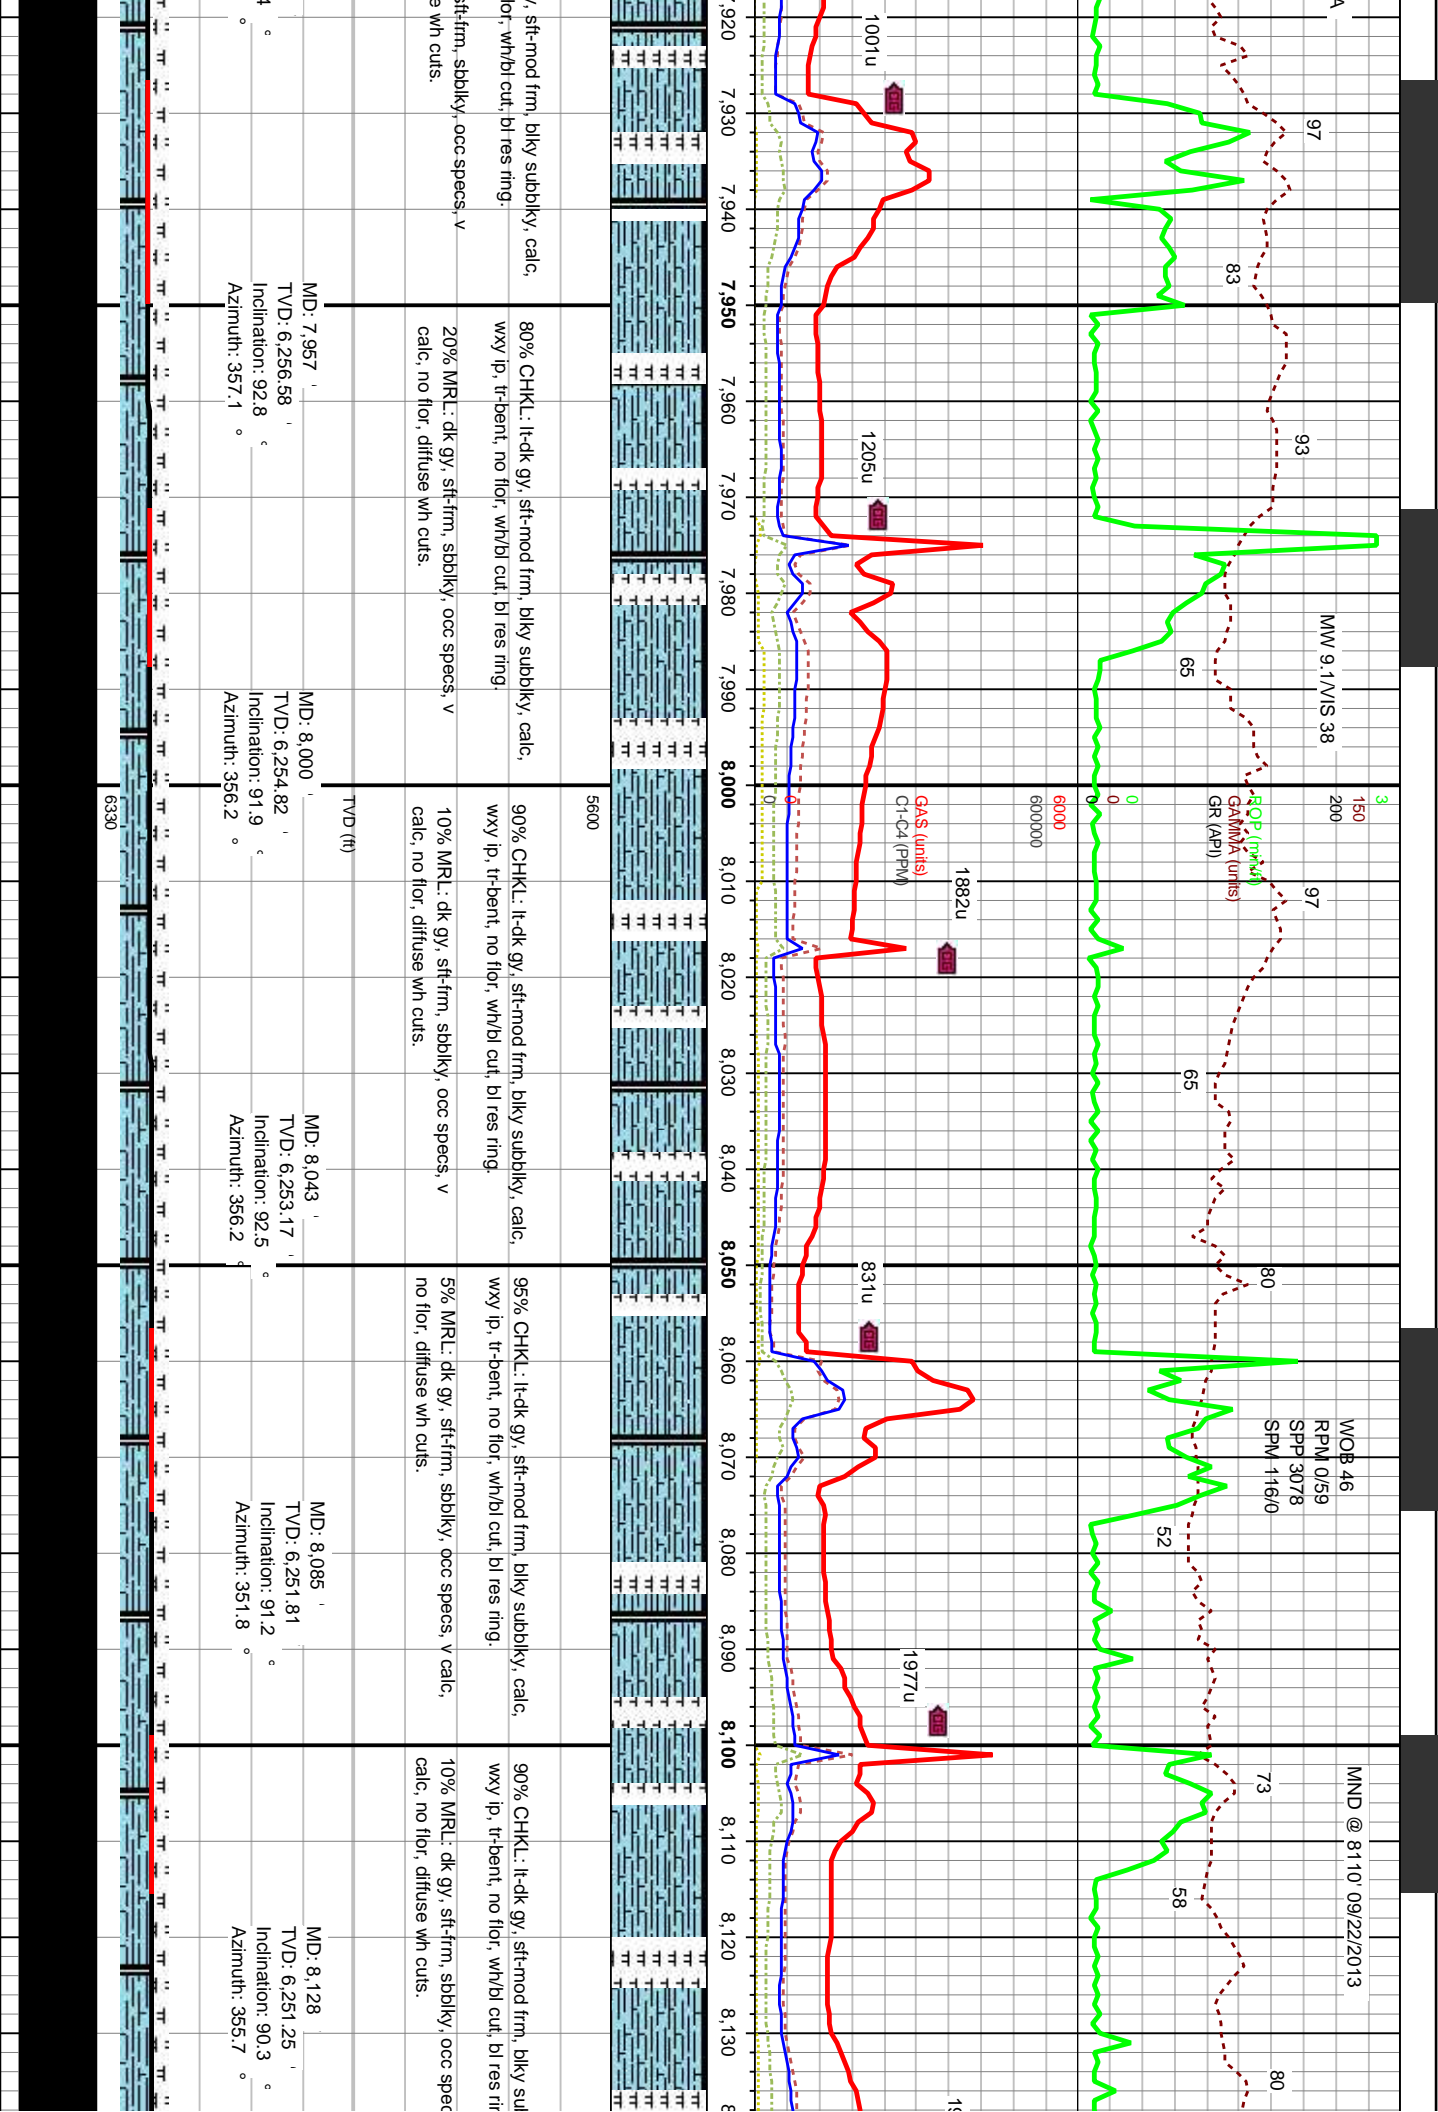 A
97
83
93
65
97
65
80
52
73
58
80
MW 9.1/VIS 38
WOB 46
RPM 0/59
SPP 3078
SPM 116/0
MND @ 8110' 09/22/2013
3
150
200
ROP (min/ft)
GAMMA (units)
GR (API)
0
0
0
6000
600000
GAS (units)
C1-C4 (PPM)
0
0
1001u
1205u
1882u
831u
1977u
7,920
7,930
7,940
7,950
7,960
7,970
7,980
7,990
8,000
8,010
8,020
8,030
8,040
8,050
8,060
8,070
8,080
8,090
8,100
8,110
8,120
8,130
sft-mod frm, blky subblky, calc,
wh/bl cut, bl res ring.
sft-frm, sbblky, occ specs, v
wh cuts.
80% CHKL: lt-dk gy, sft-mod frm, blky subblky, calc,
wxy ip, tr-bent, no flor, wh/bl cut, bl res ring.
20% MRL: dk gy, sft-frm, sbblky, occ specs, v
calc, no flor, diffuse wh cuts.
90% CHKL: lt-dk gy, sft-mod frm, blky subblky, calc,
wxy ip, tr-bent, no flor, wh/bl cut, bl res ring.
10% MRL: dk gy, sft-frm, sbblky, occ specs, v
calc, no flor, diffuse wh cuts.
95% CHKL: lt-dk gy, sft-mod frm, blky subblky, calc,
wxy ip, tr-bent, no flor, wh/bl cut, bl res ring.
5% MRL: dk gy, sft-frm, sbblky, occ specs, v calc,
no flor, diffuse wh cuts.
90% CHKL: lt-dk gy, sft-mod frm, blky
wxy ip, tr-bent, no flor, wh/bl cut, bl res
10% MRL: dk gy, sft-frm, sbblky, occ
calc, no flor, diffuse wh cuts.
5600
TVD (ft)
6330
MD: 7,957 '
TVD: 6,256.58 '
Inclination: 92.8 °
Azimuth: 357.1 °
MD: 8,000 '
TVD: 6,254.82 '
Inclination: 91.9 °
Azimuth: 356.2 °
MD: 8,043 '
TVD: 6,253.17 '
Inclination: 92.5 °
Azimuth: 356.2 °
MD: 8,085 '
TVD: 6,251.81 '
Inclination: 91.2 °
Azimuth: 351.8 °
MD: 8,128 '
TVD: 6,251.25 '
Inclination: 90.3 °
Azimuth: 355.7 °